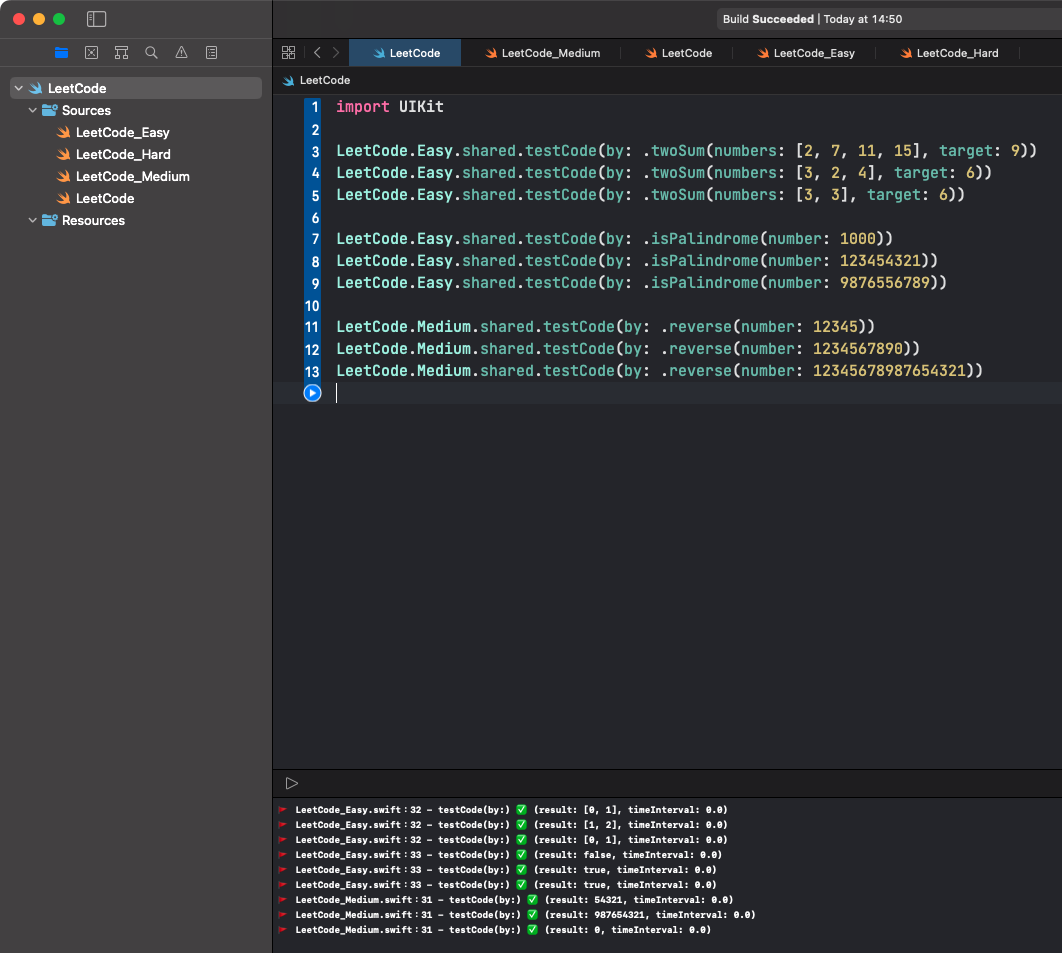 Build Succeeded | Today at 14:50
LeetCode
LeetCode_Medium
LeetCode
LeetCode_Easy
LeetCode_Hard
LeetCode
LeetCode
Sources
LeetCode_Easy
LeetCode_Hard
LeetCode_Medium
LeetCode
Resources
1 import UIKit
2
3 LeetCode.Easy.shared.testCode(by: .twoSum(numbers: [2, 7, 11, 15], target: 9))
4 LeetCode.Easy.shared.testCode(by: .twoSum(numbers: [3, 2, 4], target: 6))
5 LeetCode.Easy.shared.testCode(by: .twoSum(numbers: [3, 3], target: 6))
6
7 LeetCode.Easy.shared.testCode(by: .isPalindrome(number: 1000))
8 LeetCode.Easy.shared.testCode(by: .isPalindrome(number: 123454321))
9 LeetCode.Easy.shared.testCode(by: .isPalindrome(number: 9876556789))
10
11 LeetCode.Medium.shared.testCode(by: .reverse(number: 12345))
12 LeetCode.Medium.shared.testCode(by: .reverse(number: 1234567890))
13 LeetCode.Medium.shared.testCode(by: .reverse(number: 12345678987654321))
🚩 LeetCode_Easy.swift:32 - testCode(by:) ✅ (result: [0, 1], timeInterval: 0.0)
🚩 LeetCode_Easy.swift:32 - testCode(by:) ✅ (result: [1, 2], timeInterval: 0.0)
🚩 LeetCode_Easy.swift:32 - testCode(by:) ✅ (result: [0, 1], timeInterval: 0.0)
🚩 LeetCode_Easy.swift:33 - testCode(by:) ✅ (result: false, timeInterval: 0.0)
🚩 LeetCode_Easy.swift:33 - testCode(by:) ✅ (result: true, timeInterval: 0.0)
🚩 LeetCode_Easy.swift:33 - testCode(by:) ✅ (result: true, timeInterval: 0.0)
🚩 LeetCode_Medium.swift:31 - testCode(by:) ✅ (result: 54321, timeInterval: 0.0)
🚩 LeetCode_Medium.swift:31 - testCode(by:) ✅ (result: 987654321, timeInterval: 0.0)
🚩 LeetCode_Medium.swift:31 - testCode(by:) ✅ (result: 0, timeInterval: 0.0)